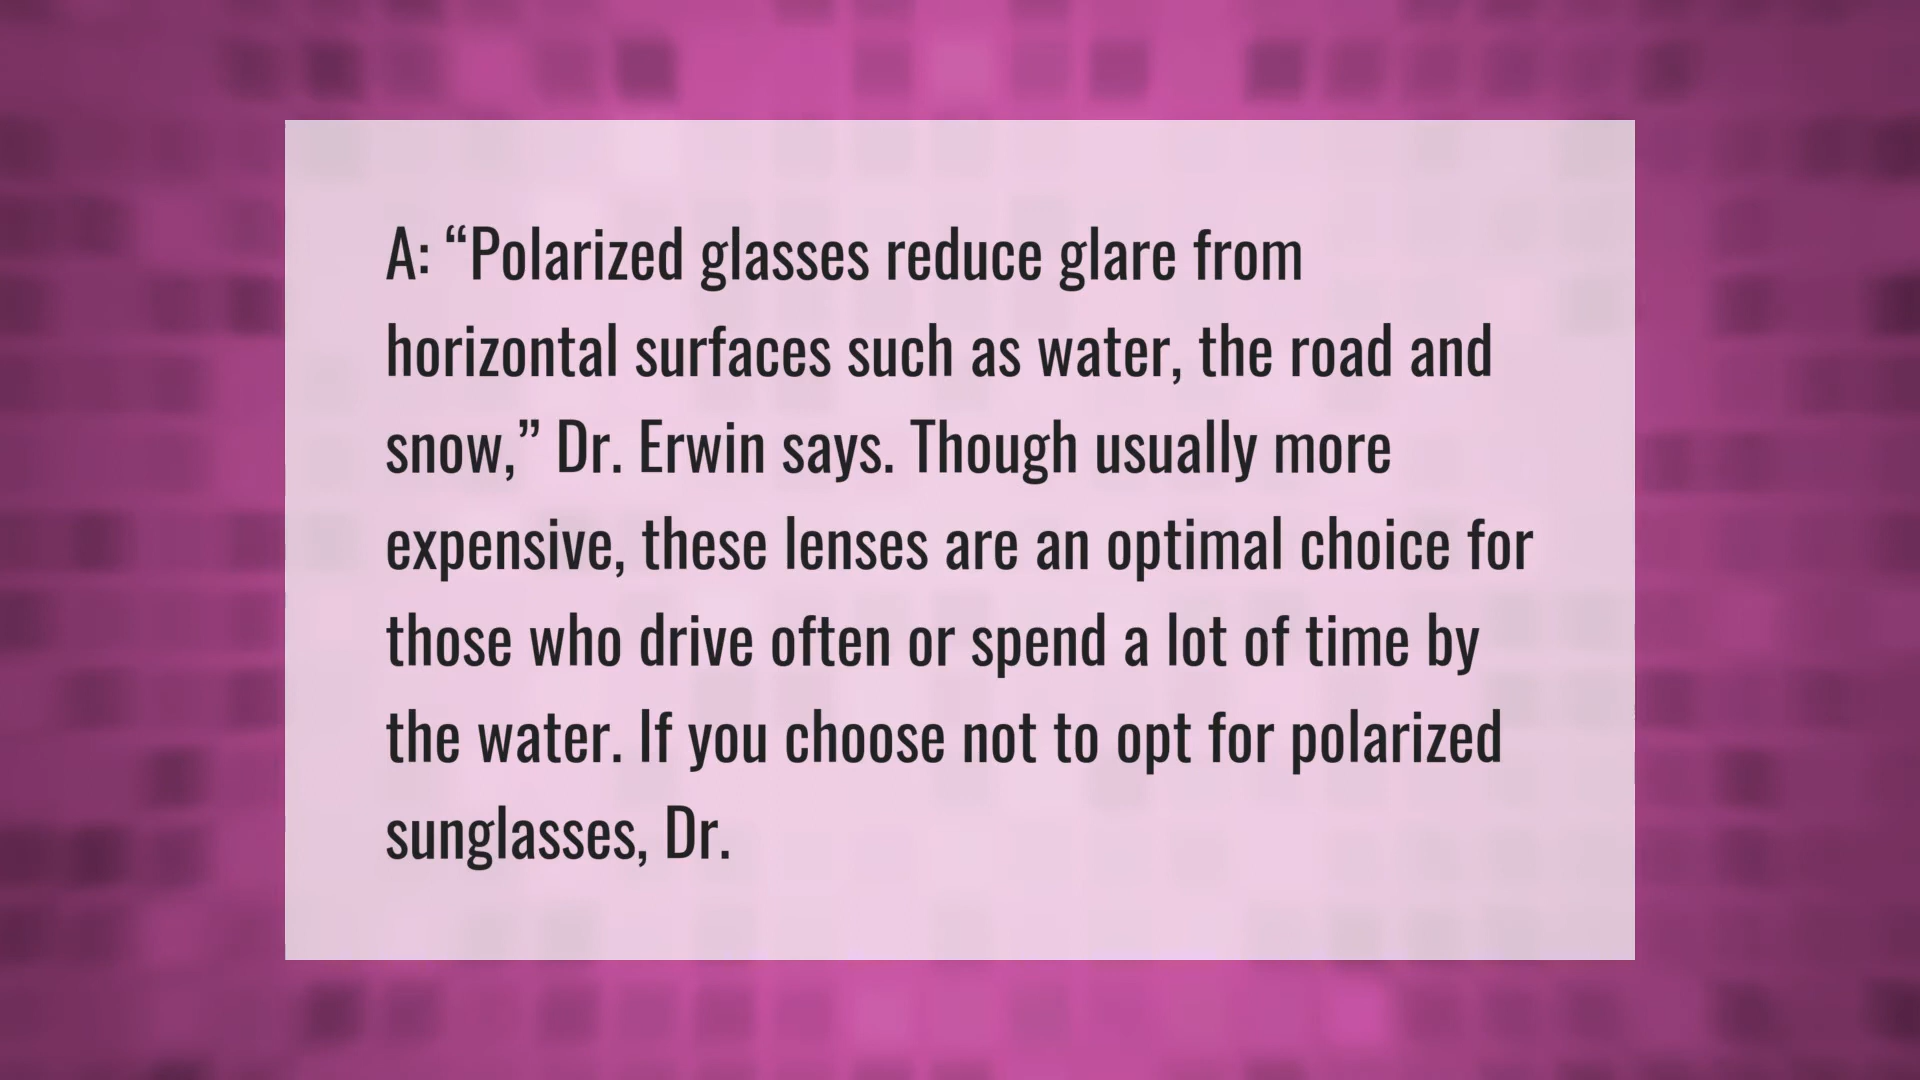 A: “Polarized glasses reduce glare from
horizontal surfaces such as water, the road and
snow,” Dr. Erwin says. Though usually more
expensive, these lenses are an optimal choice for
those who drive often or spend a lot of time by
the water. If you choose not to opt for polarized
sunglasses, Dr.